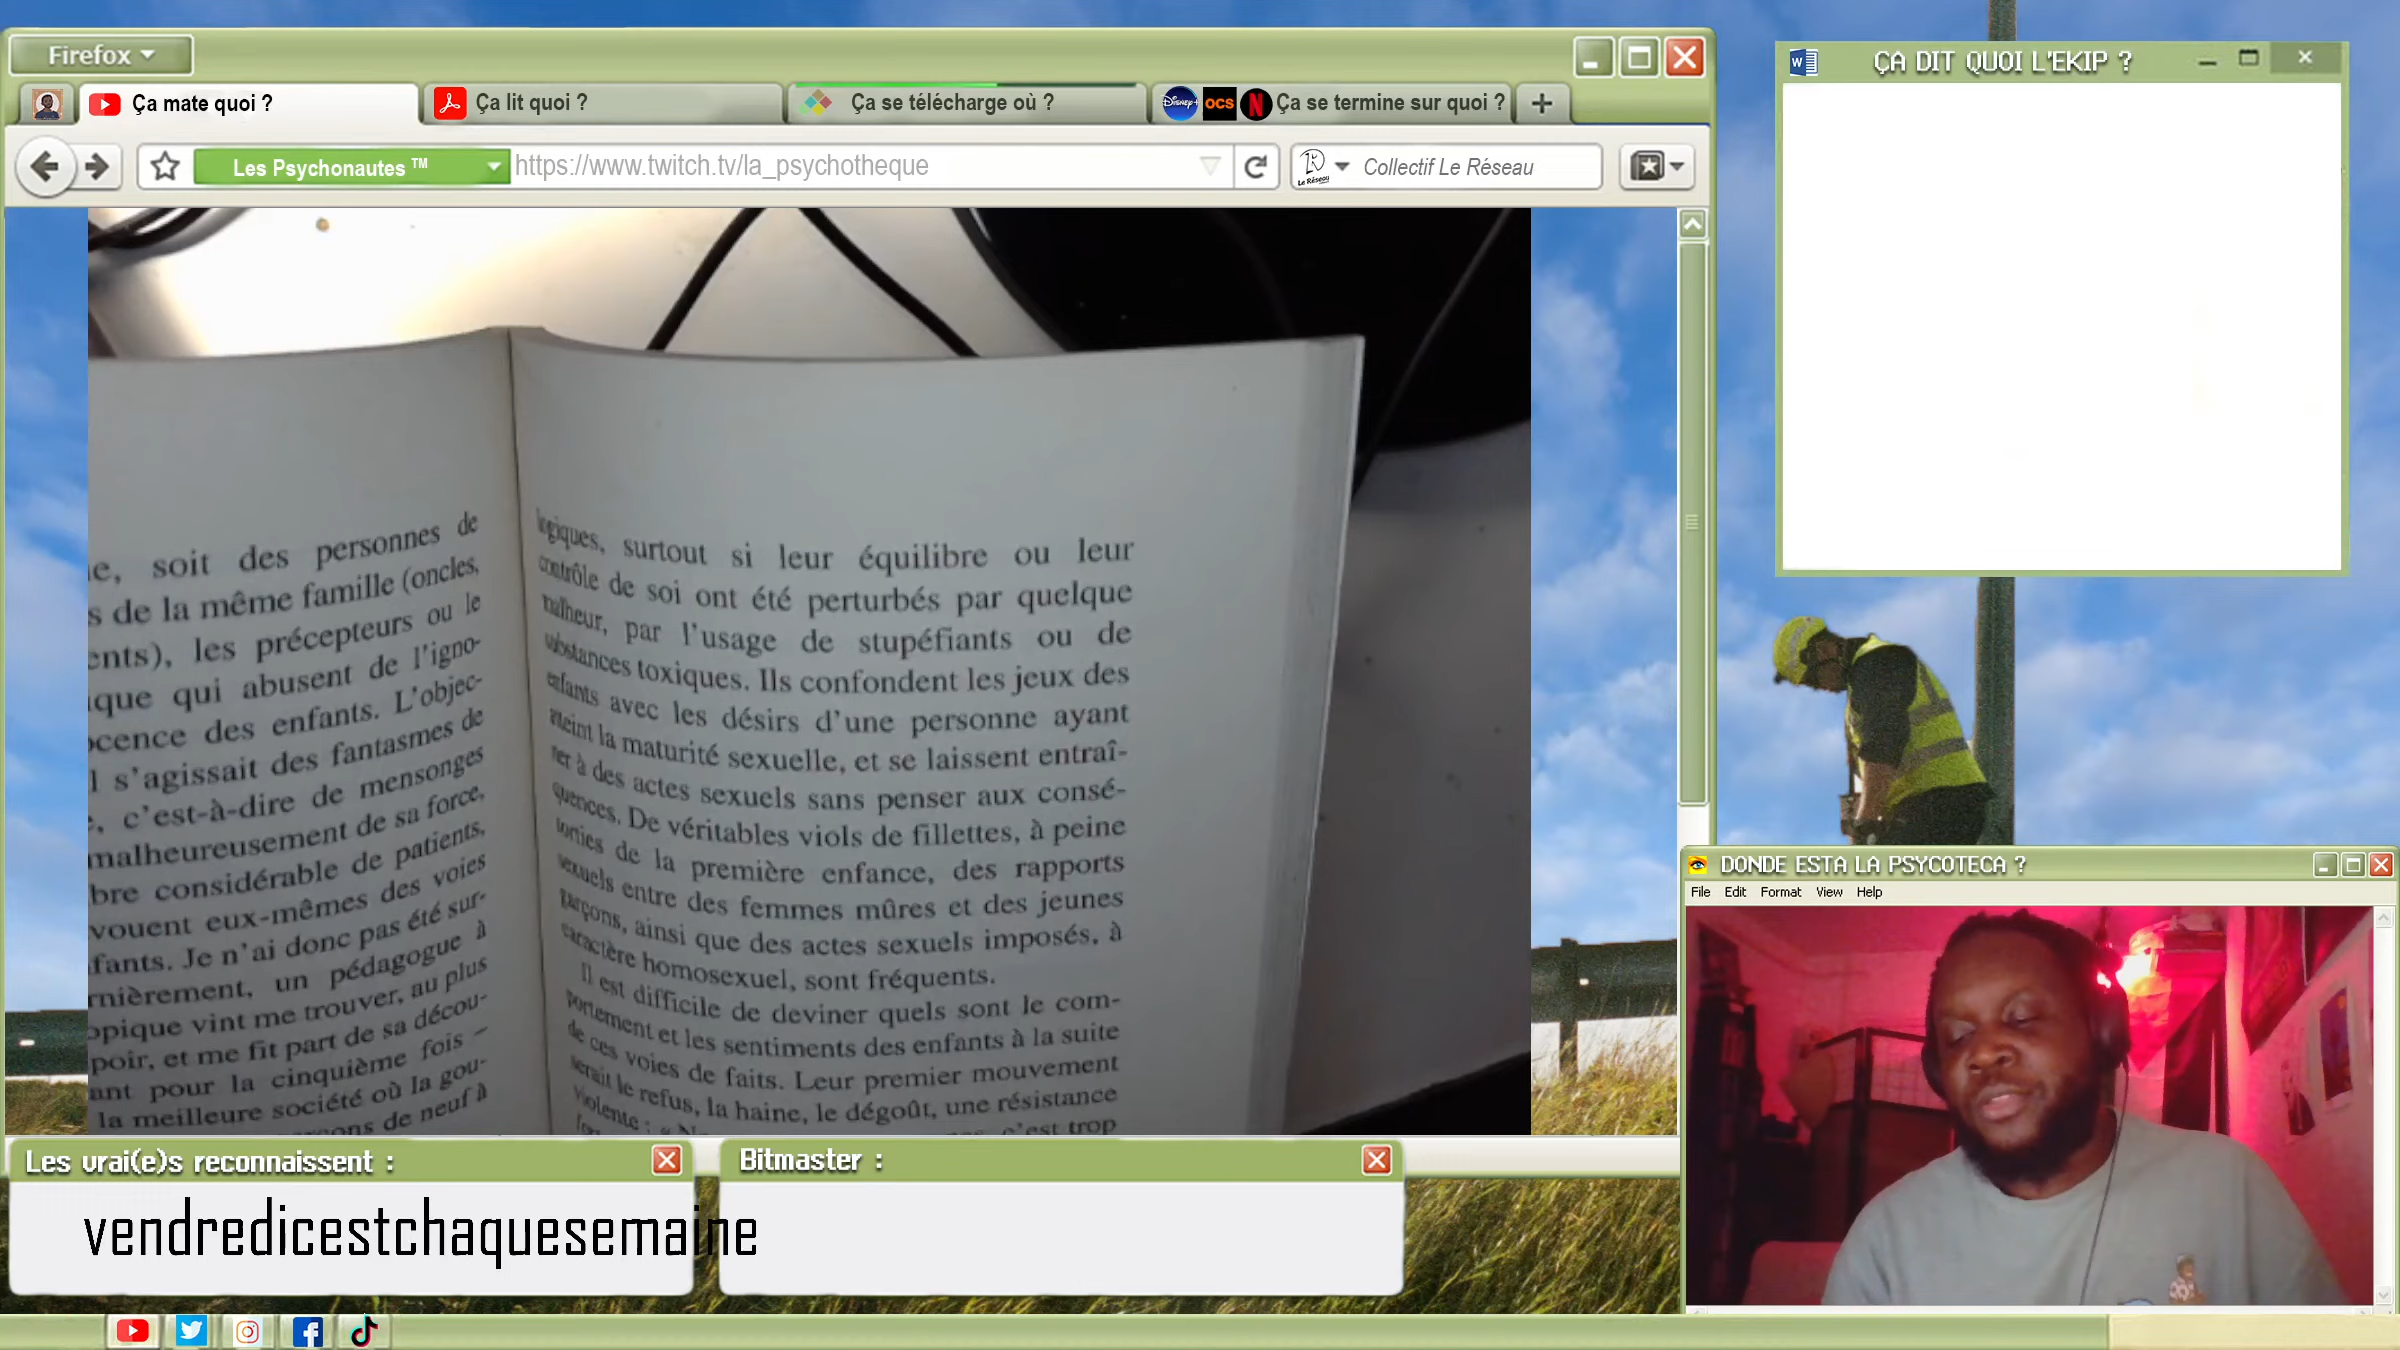 Firefox
Ça mate quoi ?
Ça lit quoi ?
Ça se télécharge où ?
Disney+
OCS
N
Ça se termine sur quoi ?
Les Psychonautes ™
https://www.twitch.tv/la_psychotheque
Le Réseau
Collectif Le Réseau
ÇA DIT QUOI L'EKIP ?
e, soit des personnes de
s de la même famille (oncles,
ents), les précepteurs ou le
que qui abusent de l'igno-
ocence des enfants. L'objec-
l s'agissait des fantasmes de
, c'est-à-dire de mensonges
malheureusement de sa force,
bre considérable de patients,
vouent eux-mêmes des voies
fants. Je n'ai donc pas été sur-
rnièrement, un pédagogue à
opique vint me trouver, au plus
poir, et me fit part de sa décou-
ant pour la cinquième fois –
la meilleure société où la gou-
rçons de neuf à
logiques, surtout si leur équilibre ou leur
contrôle de soi ont été perturbés par quelque
malheur, par l'usage de stupéfiants ou de
substances toxiques. Ils confondent les jeux des
enfants avec les désirs d'une personne ayant
atteint la maturité sexuelle, et se laissent entraî-
ner à des actes sexuels sans penser aux consé-
quences. De véritables viols de fillettes, à peine
sorties de la première enfance, des rapports
sexuels entre des femmes mûres et des jeunes
garçons, ainsi que des actes sexuels imposés, à
caractère homosexuel, sont fréquents.
Il est difficile de deviner quels sont le com-
portement et les sentiments des enfants à la suite
de ces voies de faits. Leur premier mouvement
serait le refus, la haine, le dégoût, une résistance
violente : « c'est trop
DONDE ESTA LA PSYCOTECA ?
File Edit Format View Help
Les vrai(e)s reconnaissent :
vendredicestchaquesemaine
Bitmaster :